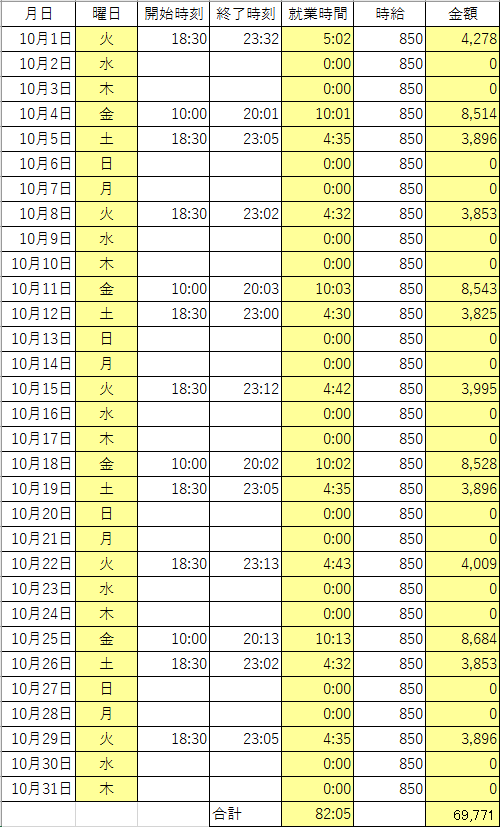 月日 曜日 開始時刻 終了時刻 就業時間 時給 金額
10月1日 火 18:30 23:32 5:02 850 4,278
10月2日 水 0:00 850 0
10月3日 木 0:00 850 0
10月4日 金 10:00 20:01 10:01 850 8,514
10月5日 土 18:30 23:05 4:35 850 3,896
10月6日 日 0:00 850 0
10月7日 月 0:00 850 0
10月8日 火 18:30 23:02 4:32 850 3,853
10月9日 水 0:00 850 0
10月10日 木 0:00 850 0
10月11日 金 10:00 20:03 10:03 850 8,543
10月12日 土 18:30 23:00 4:30 850 3,825
10月13日 日 0:00 850 0
10月14日 月 0:00 850 0
10月15日 火 18:30 23:12 4:42 850 3,995
10月16日 水 0:00 850 0
10月17日 木 0:00 850 0
10月18日 金 10:00 20:02 10:02 850 8,528
10月19日 土 18:30 23:05 4:35 850 3,896
10月20日 日 0:00 850 0
10月21日 月 0:00 850 0
10月22日 火 18:30 23:13 4:43 850 4,009
10月23日 水 0:00 850 0
10月24日 木 0:00 850 0
10月25日 金 10:00 20:13 10:13 850 8,684
10月26日 土 18:30 23:02 4:32 850 3,853
10月27日 日 0:00 850 0
10月28日 月 0:00 850 0
10月29日 火 18:30 23:05 4:35 850 3,896
10月30日 水 0:00 850 0
10月31日 木 0:00 850 0
合計 82:05 69,771